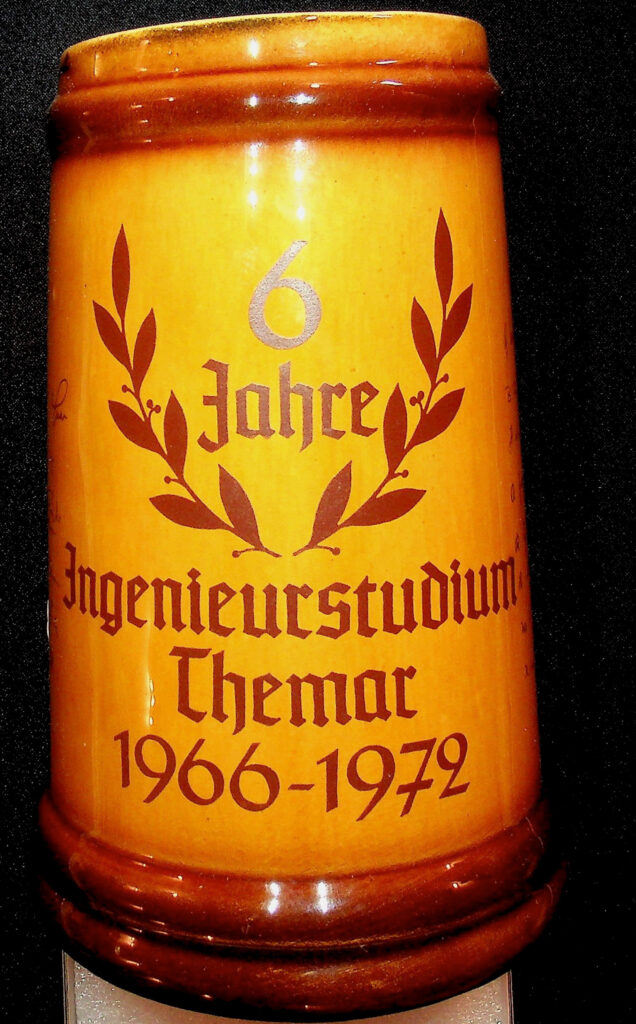 6
Jahre
Ingenieurstudium
Themar
1966-1972